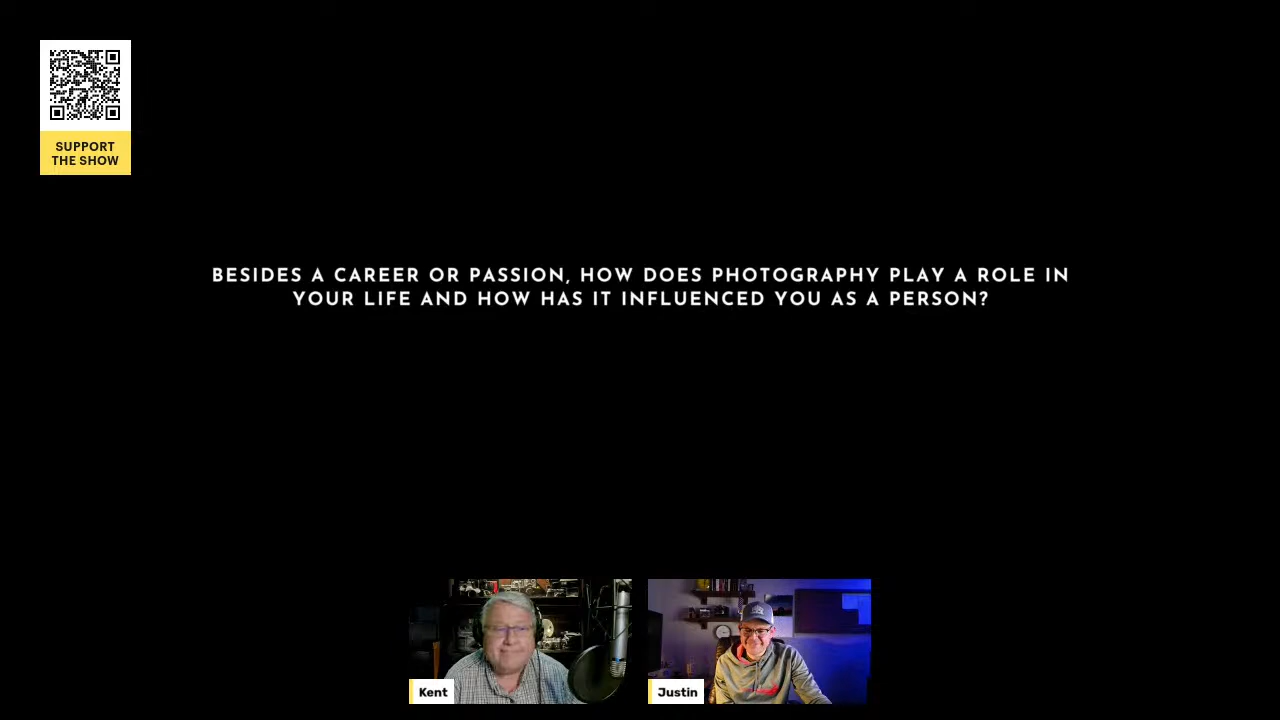 SUPPORT
THE SHOW
BESIDES A CAREER OR PASSION, HOW DOES PHOTOGRAPHY PLAY A ROLE IN
YOUR LIFE AND HOW HAS IT INFLUENCED YOU AS A PERSON?
Kent
Justin